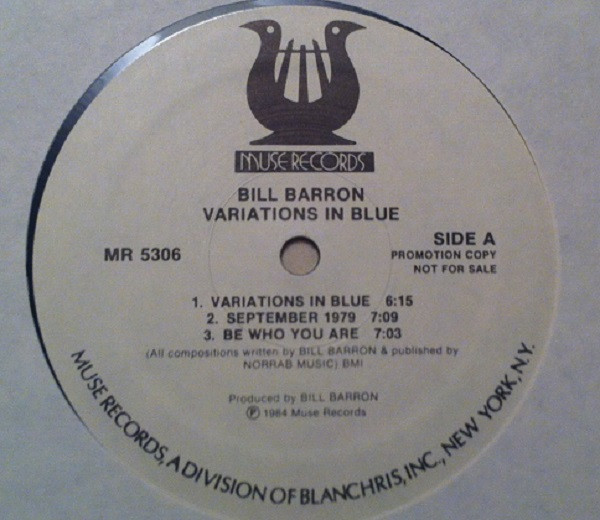 MUSE RECORDS
BILL BARRON
VARIATIONS IN BLUE
MR 5306
SIDE A
PROMOTION COPY
NOT FOR SALE
1. VARIATIONS IN BLUE 6:15
2. SEPTEMBER 1979 7:09
3. BE WHO YOU ARE 7:03
(All compositions written by BILL BARRON & published by
NORRAB MUSIC) BMI
Produced by BILL BARRON
℗ 1984 Muse Records
MUSE RECORDS, A DIVISION OF BLANCHRIS, INC., NEW YORK, N.Y.